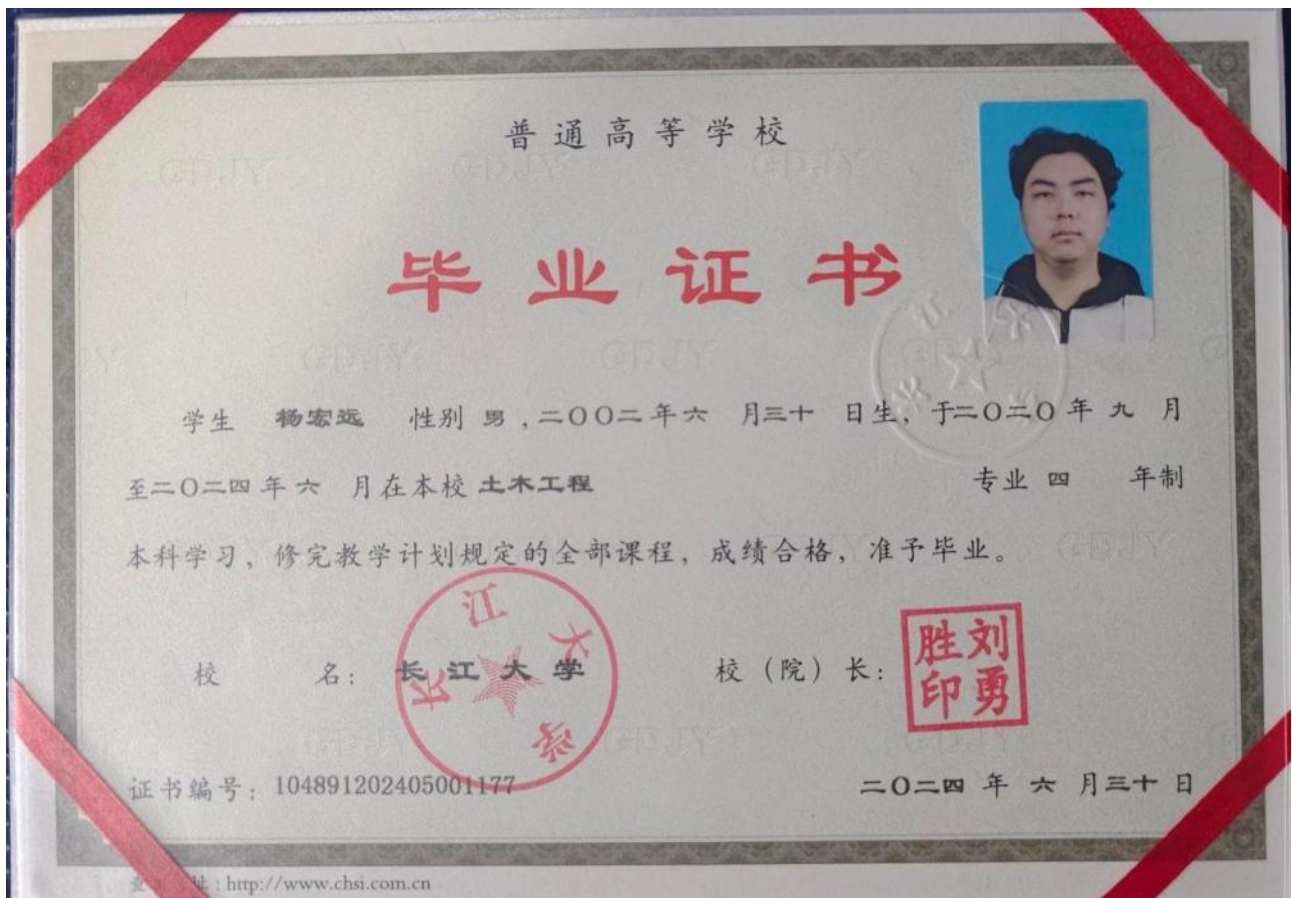 普通高等学校
毕业证书
学生 杨宏远 性别 男,二〇〇二年六 月三十 日生,于二〇二〇年 九 月
至二〇二四年 六 月在本校 土木工程 专业 四 年制
本科学习,修完教学计划规定的全部课程,成绩合格,准予毕业。
校 名: 长江大学 校(院)长:
长江大学
刘勇胜印
证书编号:104891202405001177 二〇二四 年 六 月三十 日
址:http://www.chsi.com.cn